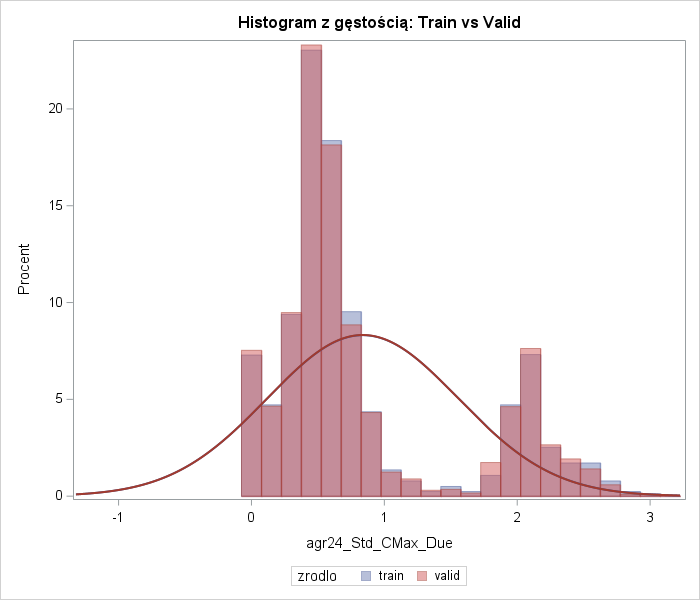 Histogram z gęstością: Train vs Valid
20
15
10
5
0
Procent
-1 0 1 2 3
agr24_Std_CMax_Due
zrodlo train valid